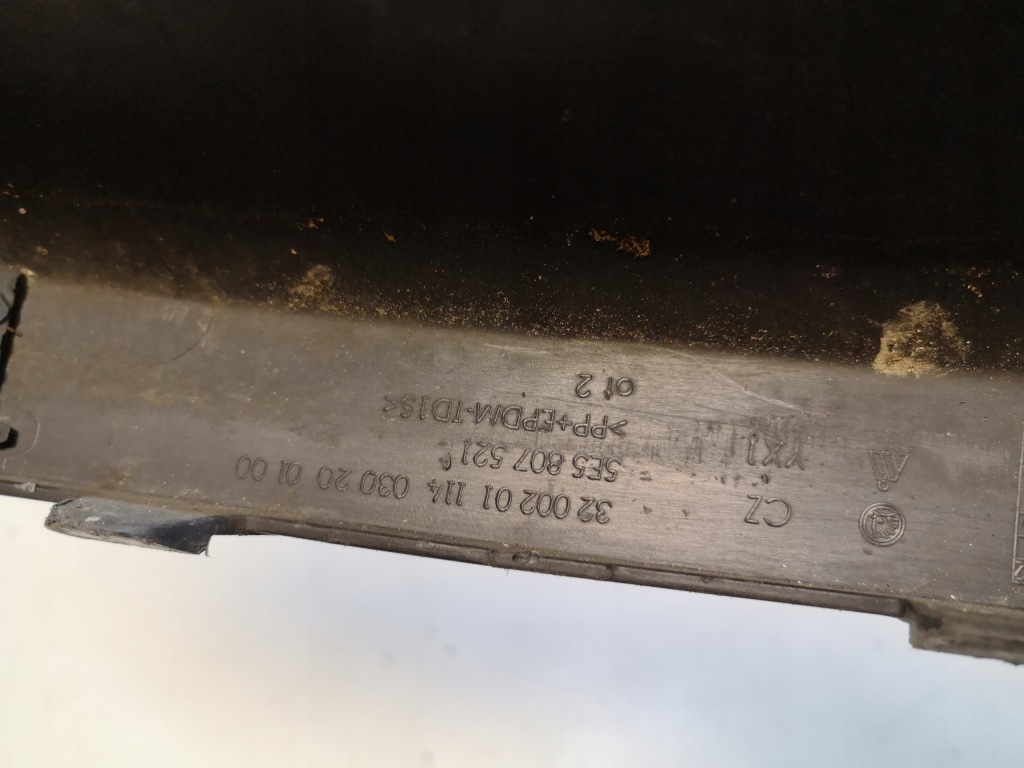 32 002 01 114 030 20 01 00
CZ
5E5 807 521
YX1
>PP+EPDM-TD15<
of 2